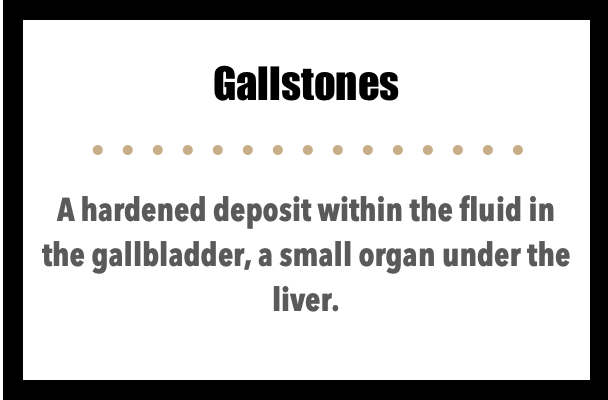 Gallstones
A hardened deposit within the fluid in
the gallbladder, a small organ under the
liver.